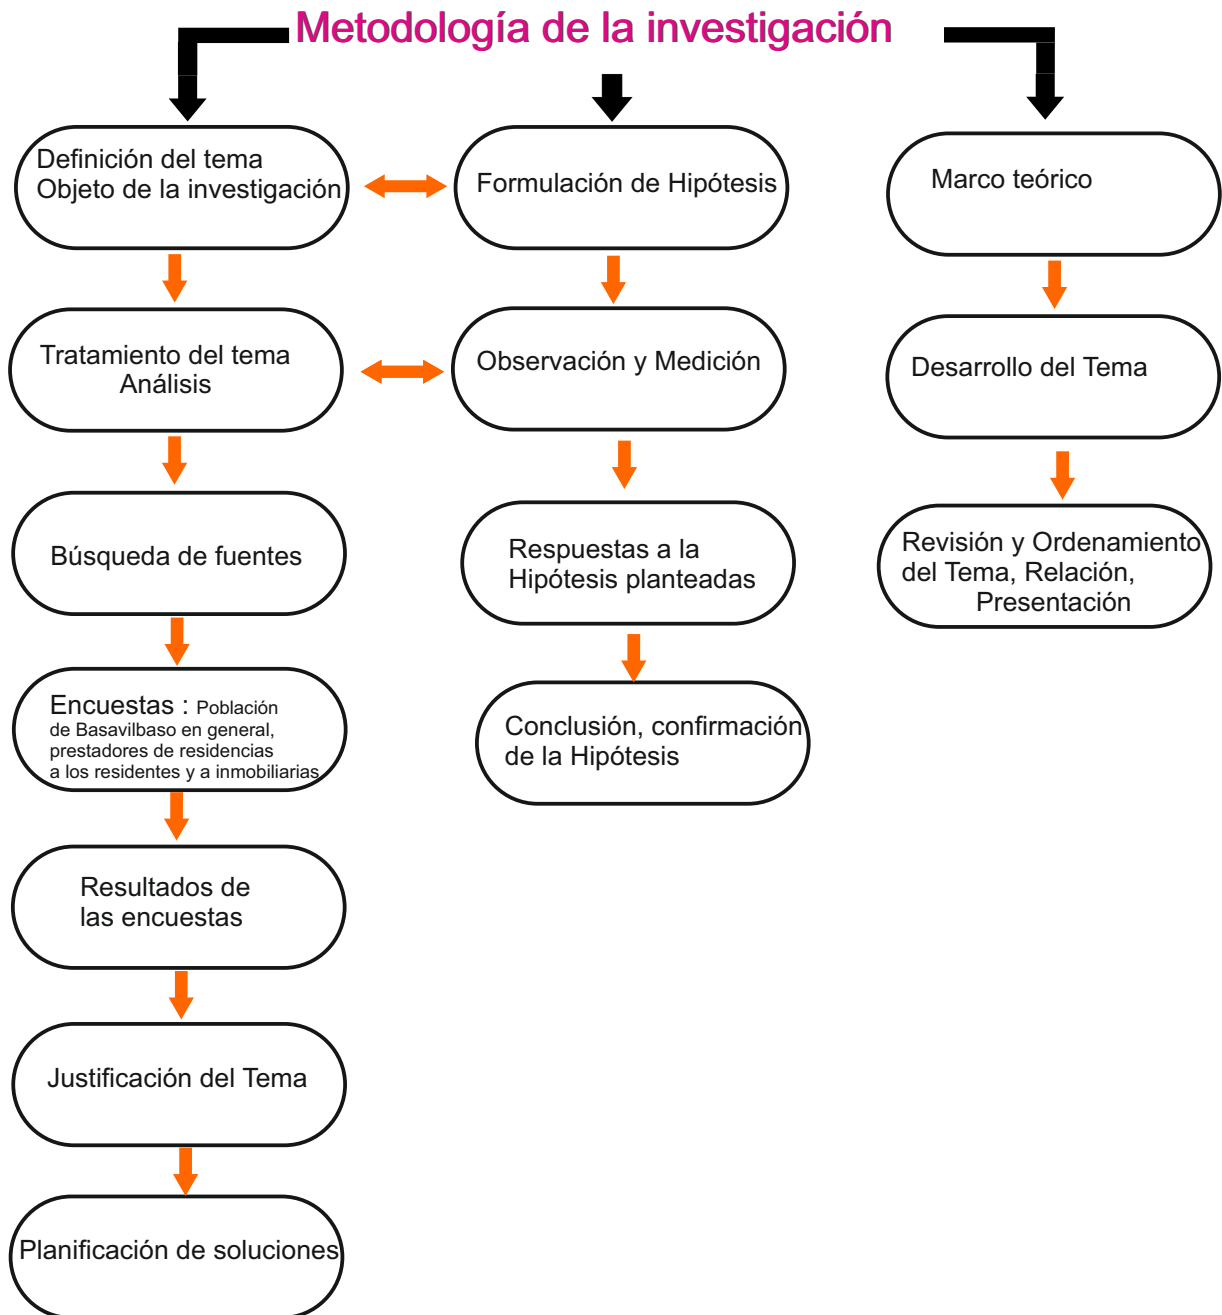 Metodología de la investigación
Definición del tema
Objeto de la investigación
Tratamiento del tema
Análisis
Búsqueda de fuentes
Encuestas : Población
de Basavilbaso en general,
prestadores de residencias
a los residentes y a inmobiliarias
Resultados de
las encuestas
Justificación del Tema
Planificación de soluciones
Formulación de Hipótesis
Observación y Medición
Respuestas a la
Hipótesis planteadas
Conclusión, confirmación
de la Hipótesis
Marco teórico
Desarrollo del Tema
Revisión y Ordenamiento
del Tema, Relación,
Presentación